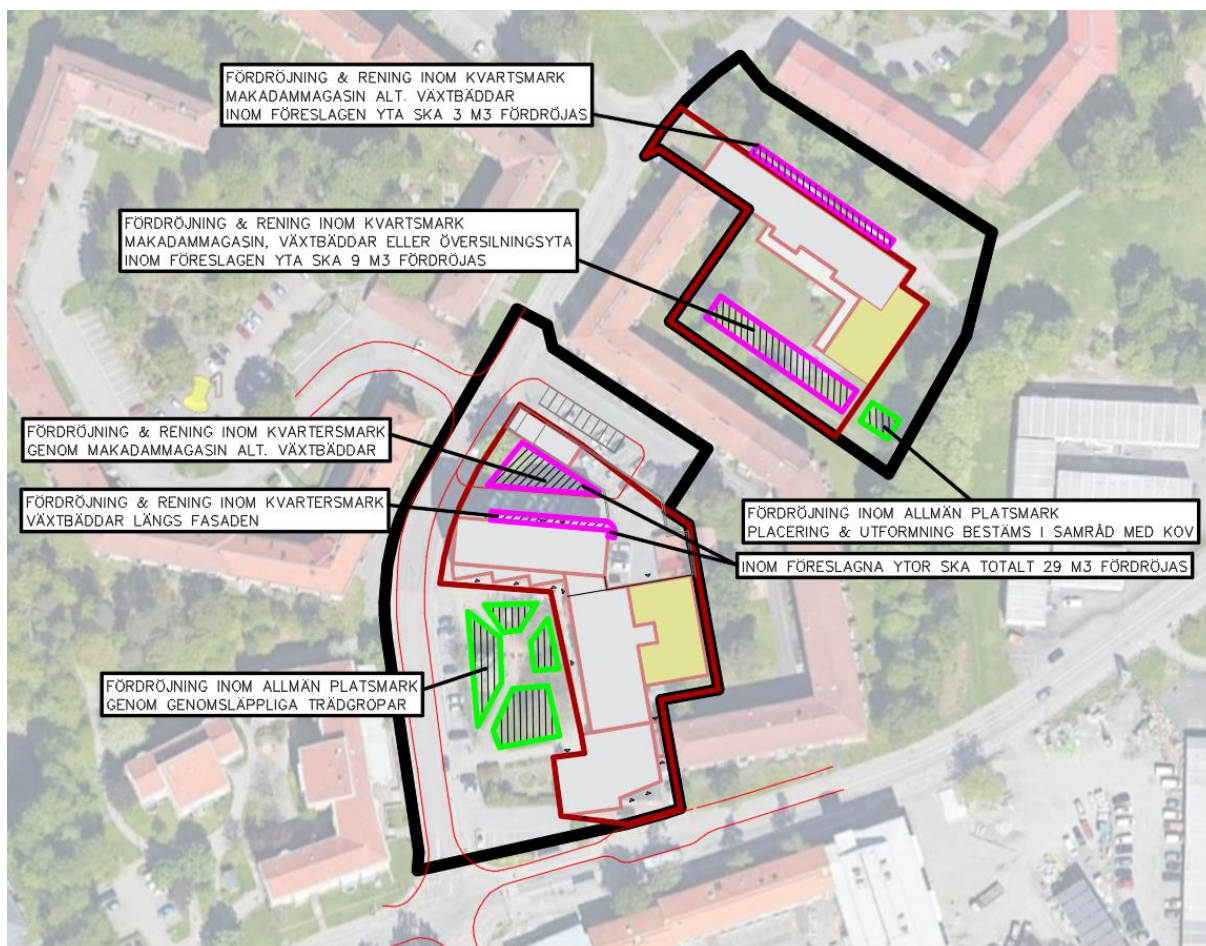 FÖRDRÖJNING & RENING INOM KVARTSMARK
MAKADAMMAGASIN ALT. VÄXTBÄDDAR
INOM FÖRESLAGEN YTA SKA 3 M3 FÖRDRÖJAS
FÖRDRÖJNING & RENING INOM KVARTSMARK
MAKADAMMAGASIN, VÄXTBÄDDAR ELLER ÖVERSILNINGSYTA
INOM FÖRESLAGEN YTA SKA 9 M3 FÖRDRÖJAS
FÖRDRÖJNING & RENING INOM KVARTERSMARK
GENOM MAKADAMMAGASIN ALT. VÄXTBÄDDAR
FÖRDRÖJNING & RENING INOM KVARTERSMARK
VÄXTBÄDDAR LÄNGS FASADEN
FÖRDRÖJNING INOM ALLMÄN PLATSMARK
PLACERING & UTFORMNING BESTÄMS I SAMRÅD MED KOV
INOM FÖRESLAGNA YTOR SKA TOTALT 29 M3 FÖRDRÖJAS
FÖRDRÖJNING INOM ALLMÄN PLATSMARK
GENOM GENOMSLÄPPLIGA TRÄDGROPAR